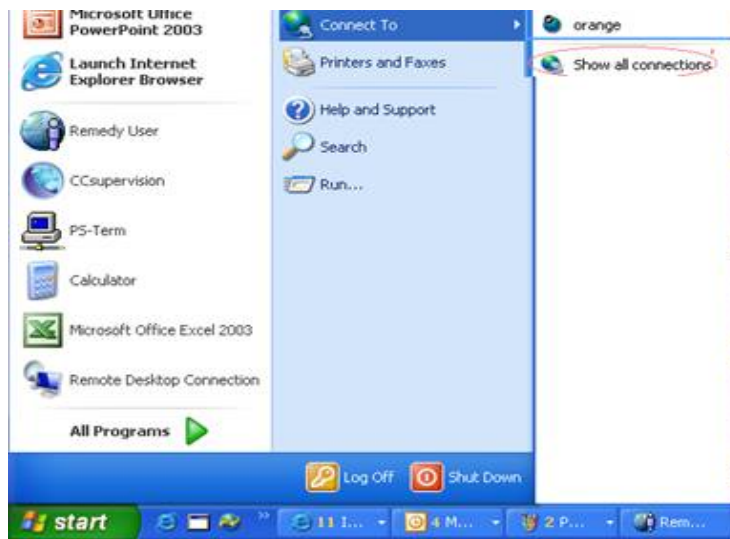 Microsoft Office
PowerPoint 2003
Launch Internet
Explorer Browser
Remedy User
CCsupervision
PS-Term
Calculator
Microsoft Office Excel 2003
Remote Desktop Connection
All Programs
Connect To
Printers and Faxes
Help and Support
Search
Run...
orange
Show all connections
Log Off
Shut Down
start
11 I...
4 M...
2 P...
Rem...